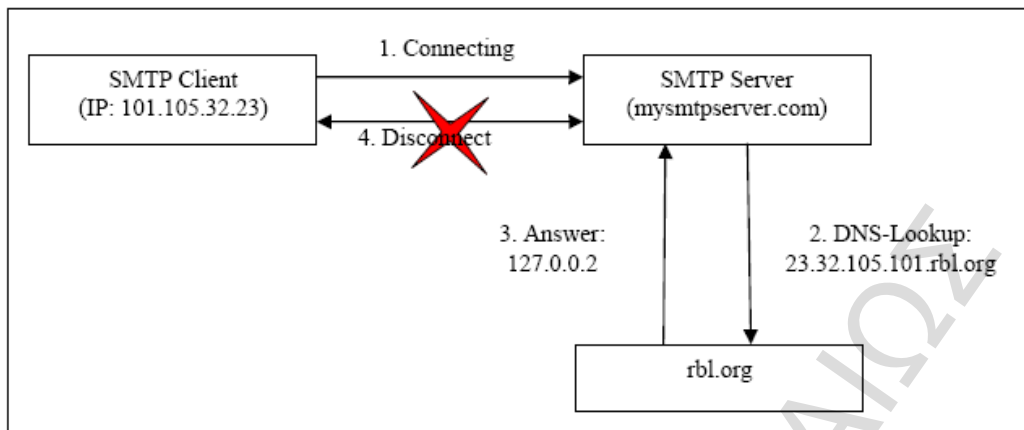 1. Connecting
SMTP Client
(IP: 101.105.32.23)
SMTP Server
(mysmtpserver.com)
4. Disconnect
3. Answer:
127.0.0.2
2. DNS-Lookup:
23.32.105.101.rbl.org
rbl.org
ΑΙΩΣ